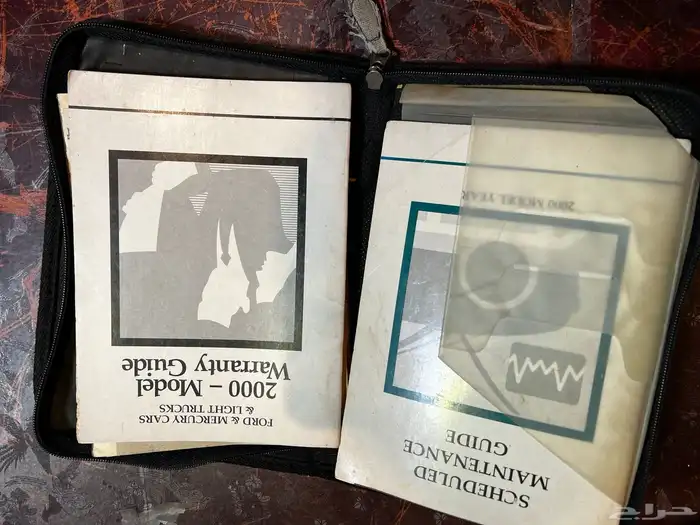 FORD & MERCURY CARS
& LIGHT TRUCKS
2000 – Model
Warranty Guide
SCHEDULED
MAINTENANCE
GUIDE
2000 MODEL YEAR
حراج